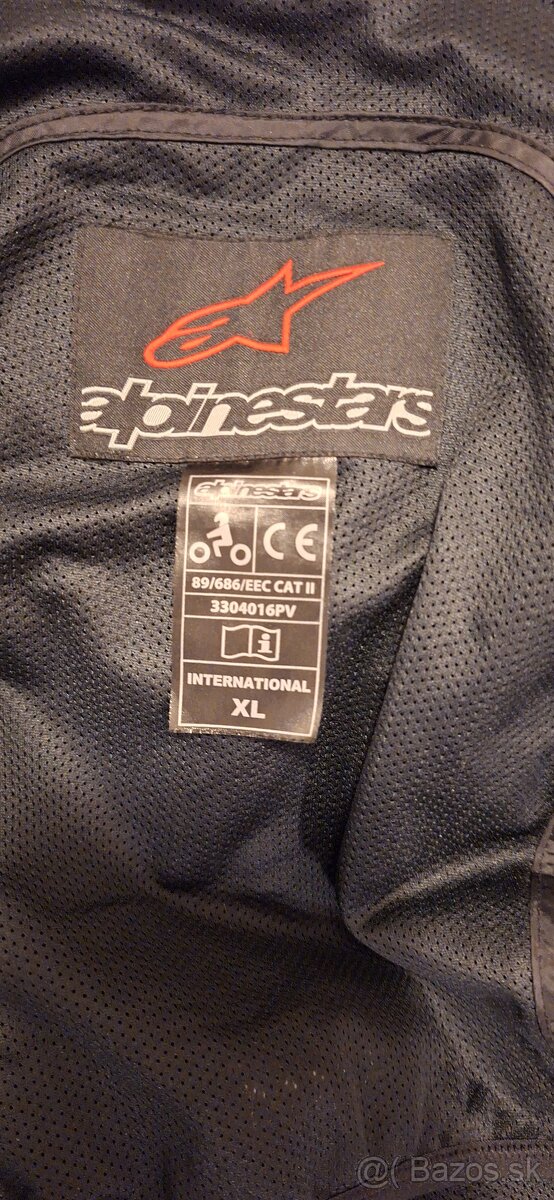 alpinestars
alpinestars
CE
89/686/EEC CAT II
3304016PV
i
INTERNATIONAL
XL
@( Bazos.sk